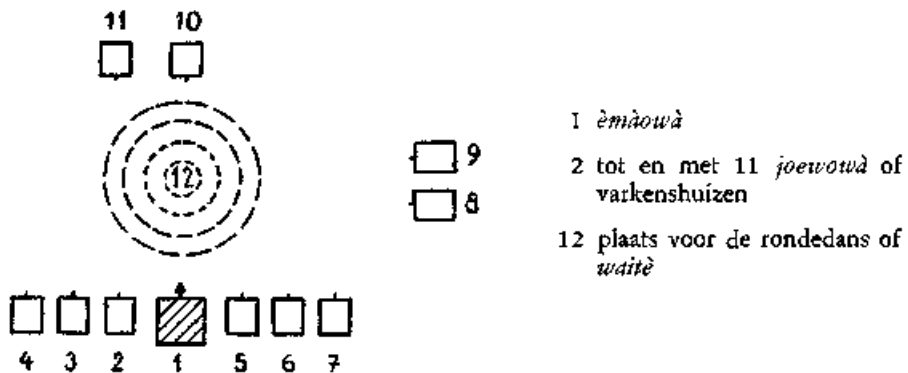 11 10
12
9
8
4 3 2 1 5 6 7
1 èmàowà
2 tot en met 11 joewowà of
varkenshuizen
12 plaats voor de rondedans of
waitè